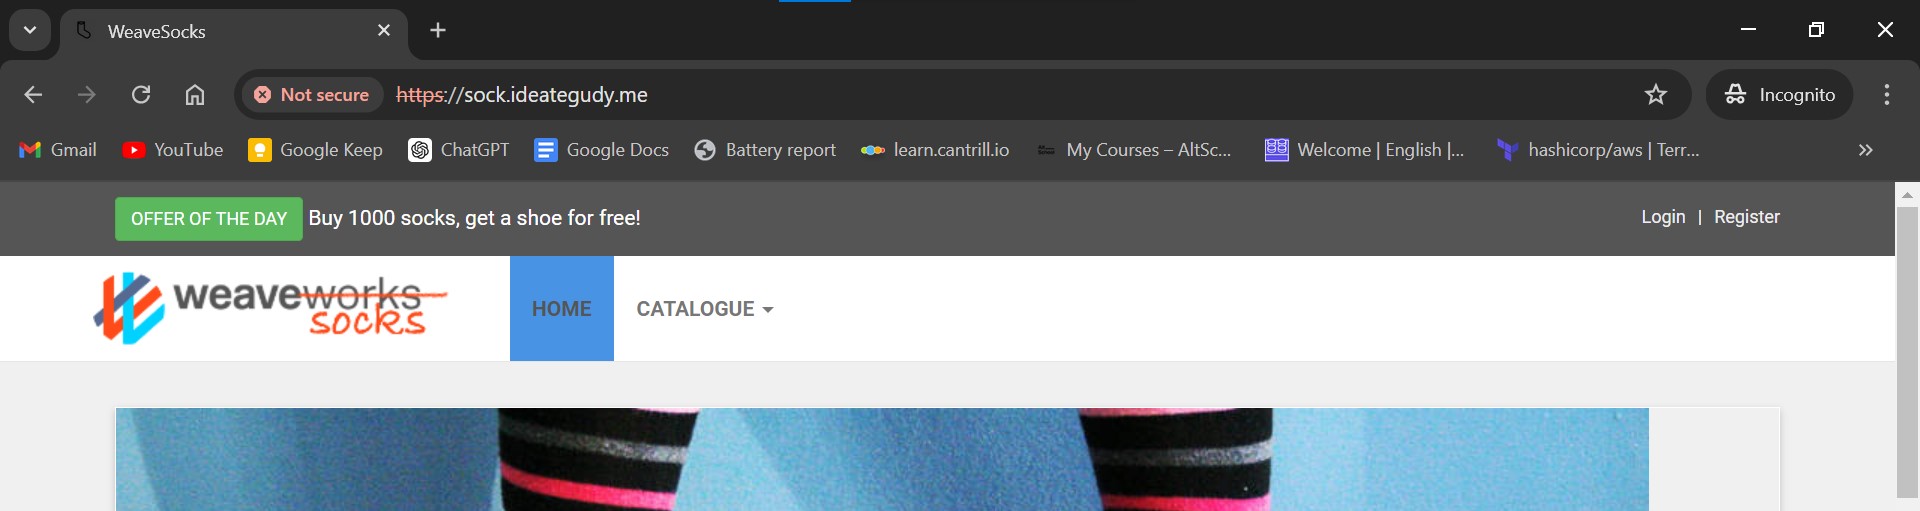 WeaveSocks
Not secure https://sock.ideategudy.me Incognito
Gmail YouTube Google Keep ChatGPT Google Docs Battery report learn.cantrill.io My Courses – AltSc... Welcome | English |... hashicorp/aws | Terr...
OFFER OF THE DAY Buy 1000 socks, get a shoe for free! Login | Register
weaveworks
socks
HOME CATALOGUE